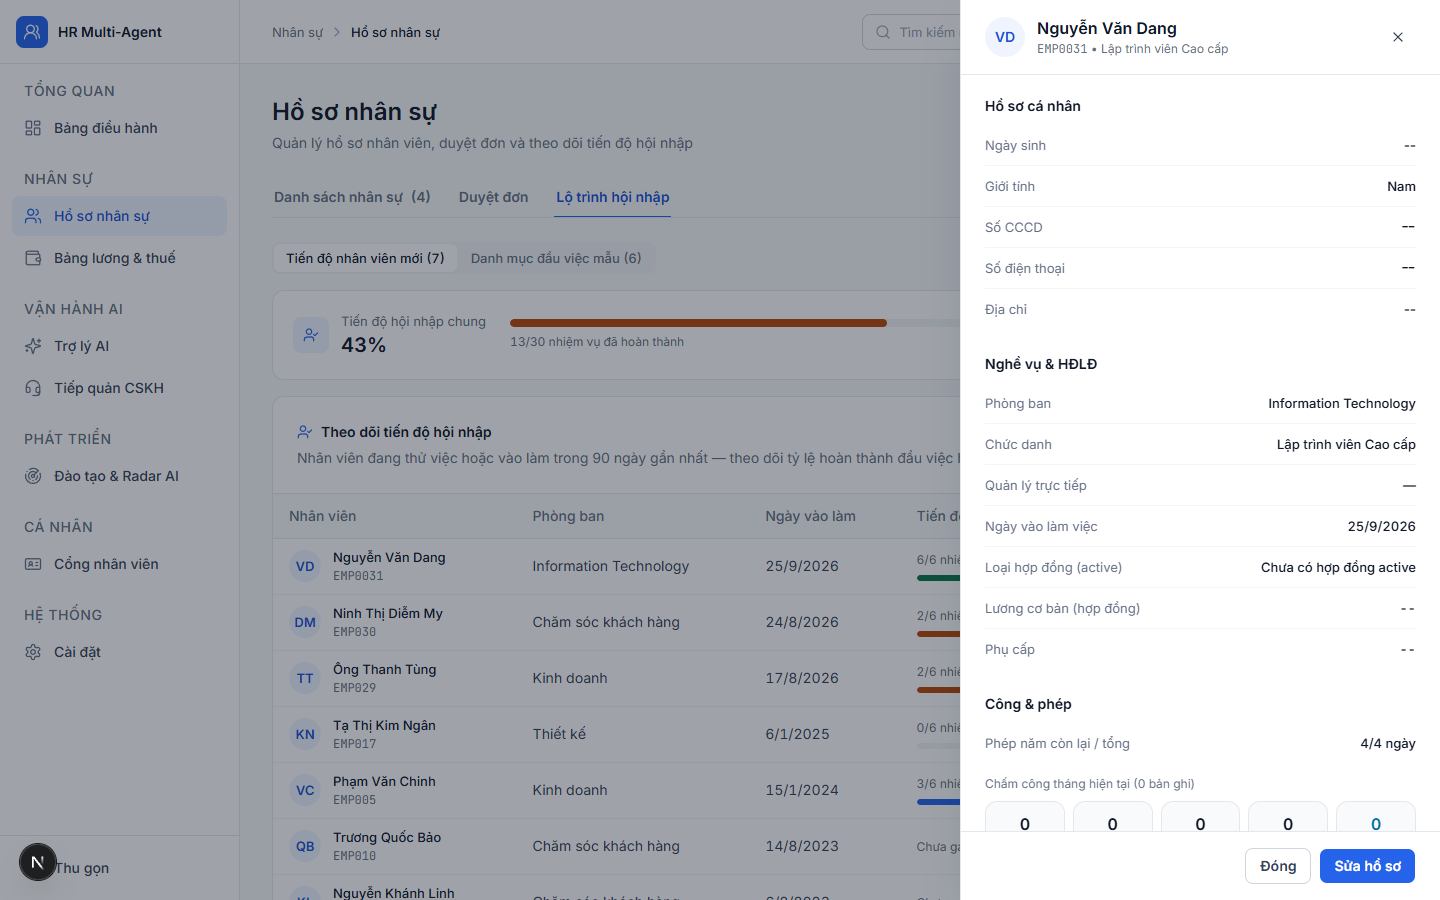 HR Multi-Agent
TỔNG QUAN
Bảng điều hành
NHÂN SỰ
Hồ sơ nhân sự
Bảng lương & thuế
VẬN HÀNH AI
Trợ lý AI
Tiếp quản CSKH
PHÁT TRIỂN
Đào tạo & Radar AI
CÁ NHÂN
Cổng nhân viên
HỆ THỐNG
Cài đặt
N
Thu gọn
Nhân sự > Hồ sơ nhân sự
Tìm kiếm
Hồ sơ nhân sự
Quản lý hồ sơ nhân viên, duyệt đơn và theo dõi tiến độ hội nhập
Danh sách nhân sự (4) Duyệt đơn Lộ trình hội nhập
Tiến độ nhân viên mới (7) Danh mục đầu việc mẫu (6)
Tiến độ hội nhập chung
43%
13/30 nhiệm vụ đã hoàn thành
Theo dõi tiến độ hội nhập
Nhân viên đang thử việc hoặc vào làm trong 90 ngày gần nhất — theo dõi tỷ lệ hoàn thành đầu việc
Nhân viên Phòng ban Ngày vào làm Tiến
VD Nguyễn Văn Dang Information Technology 25/9/2026 6/6
EMP0031
DM Ninh Thị Diễm My Chăm sóc khách hàng 24/8/2026 2/6
EMP030
TT Ông Thanh Tùng Kinh doanh 17/8/2026 2/6
EMP029
KN Tạ Thị Kim Ngân Thiết kế 6/1/2025 0/6
EMP017
VC Phạm Văn Chinh Kinh doanh 15/1/2024 3/6
EMP005
QB Trương Quốc Bảo Chăm sóc khách hàng 14/8/2023 Chưa
EMP010
Nguyễn Khánh Linh
VD
Nguyễn Văn Dang
EMP0031 • Lập trình viên Cao cấp
Hồ sơ cá nhân
Ngày sinh --
Giới tính Nam
Số CCCD --
Số điện thoại --
Địa chỉ --
Nghề vụ & HĐLĐ
Phòng ban Information Technology
Chức danh Lập trình viên Cao cấp
Quản lý trực tiếp —
Ngày vào làm việc 25/9/2026
Loại hợp đồng (active) Chưa có hợp đồng active
Lương cơ bản (hợp đồng) --
Phụ cấp --
Công & phép
Phép năm còn lại / tổng 4/4 ngày
Chấm công tháng hiện tại (0 bản ghi)
0 0 0 0 0
Đóng Sửa hồ sơ